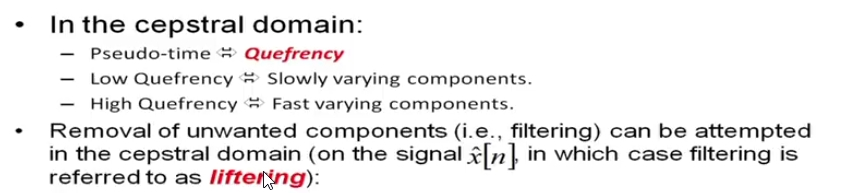 • In the cepstral domain:
– Pseudo-time ⇔ Quefrency
– Low Quefrency ⇔ Slowly varying components.
– High Quefrency ⇔ Fast varying components.
• Removal of unwanted components (i.e., filtering) can be attempted
in the cepstral domain (on the signal x̂[n], in which case filtering is
referred to as liftering):